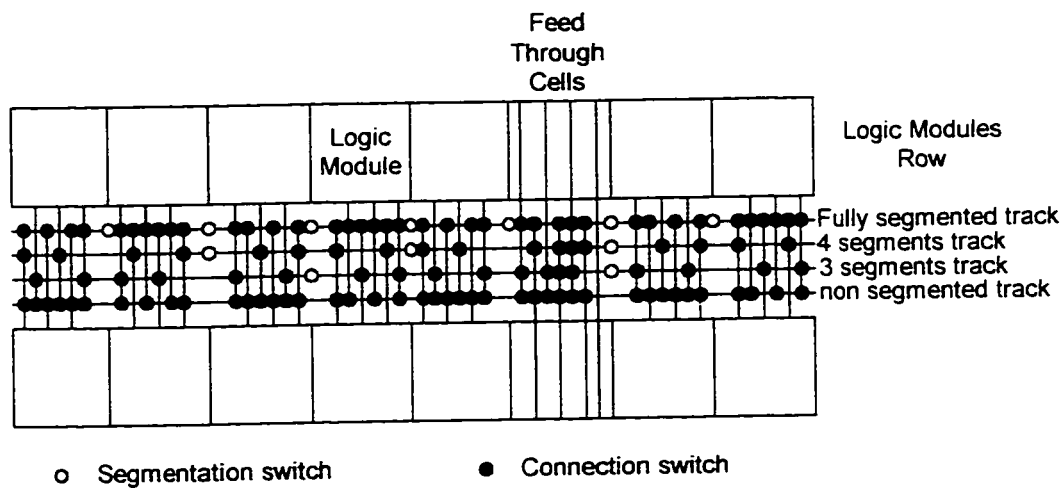 Feed
Through
Cells
Logic
Module
Logic Modules
Row
Fully segmented track
4 segments track
3 segments track
non segmented track
Segmentation switch
Connection switch